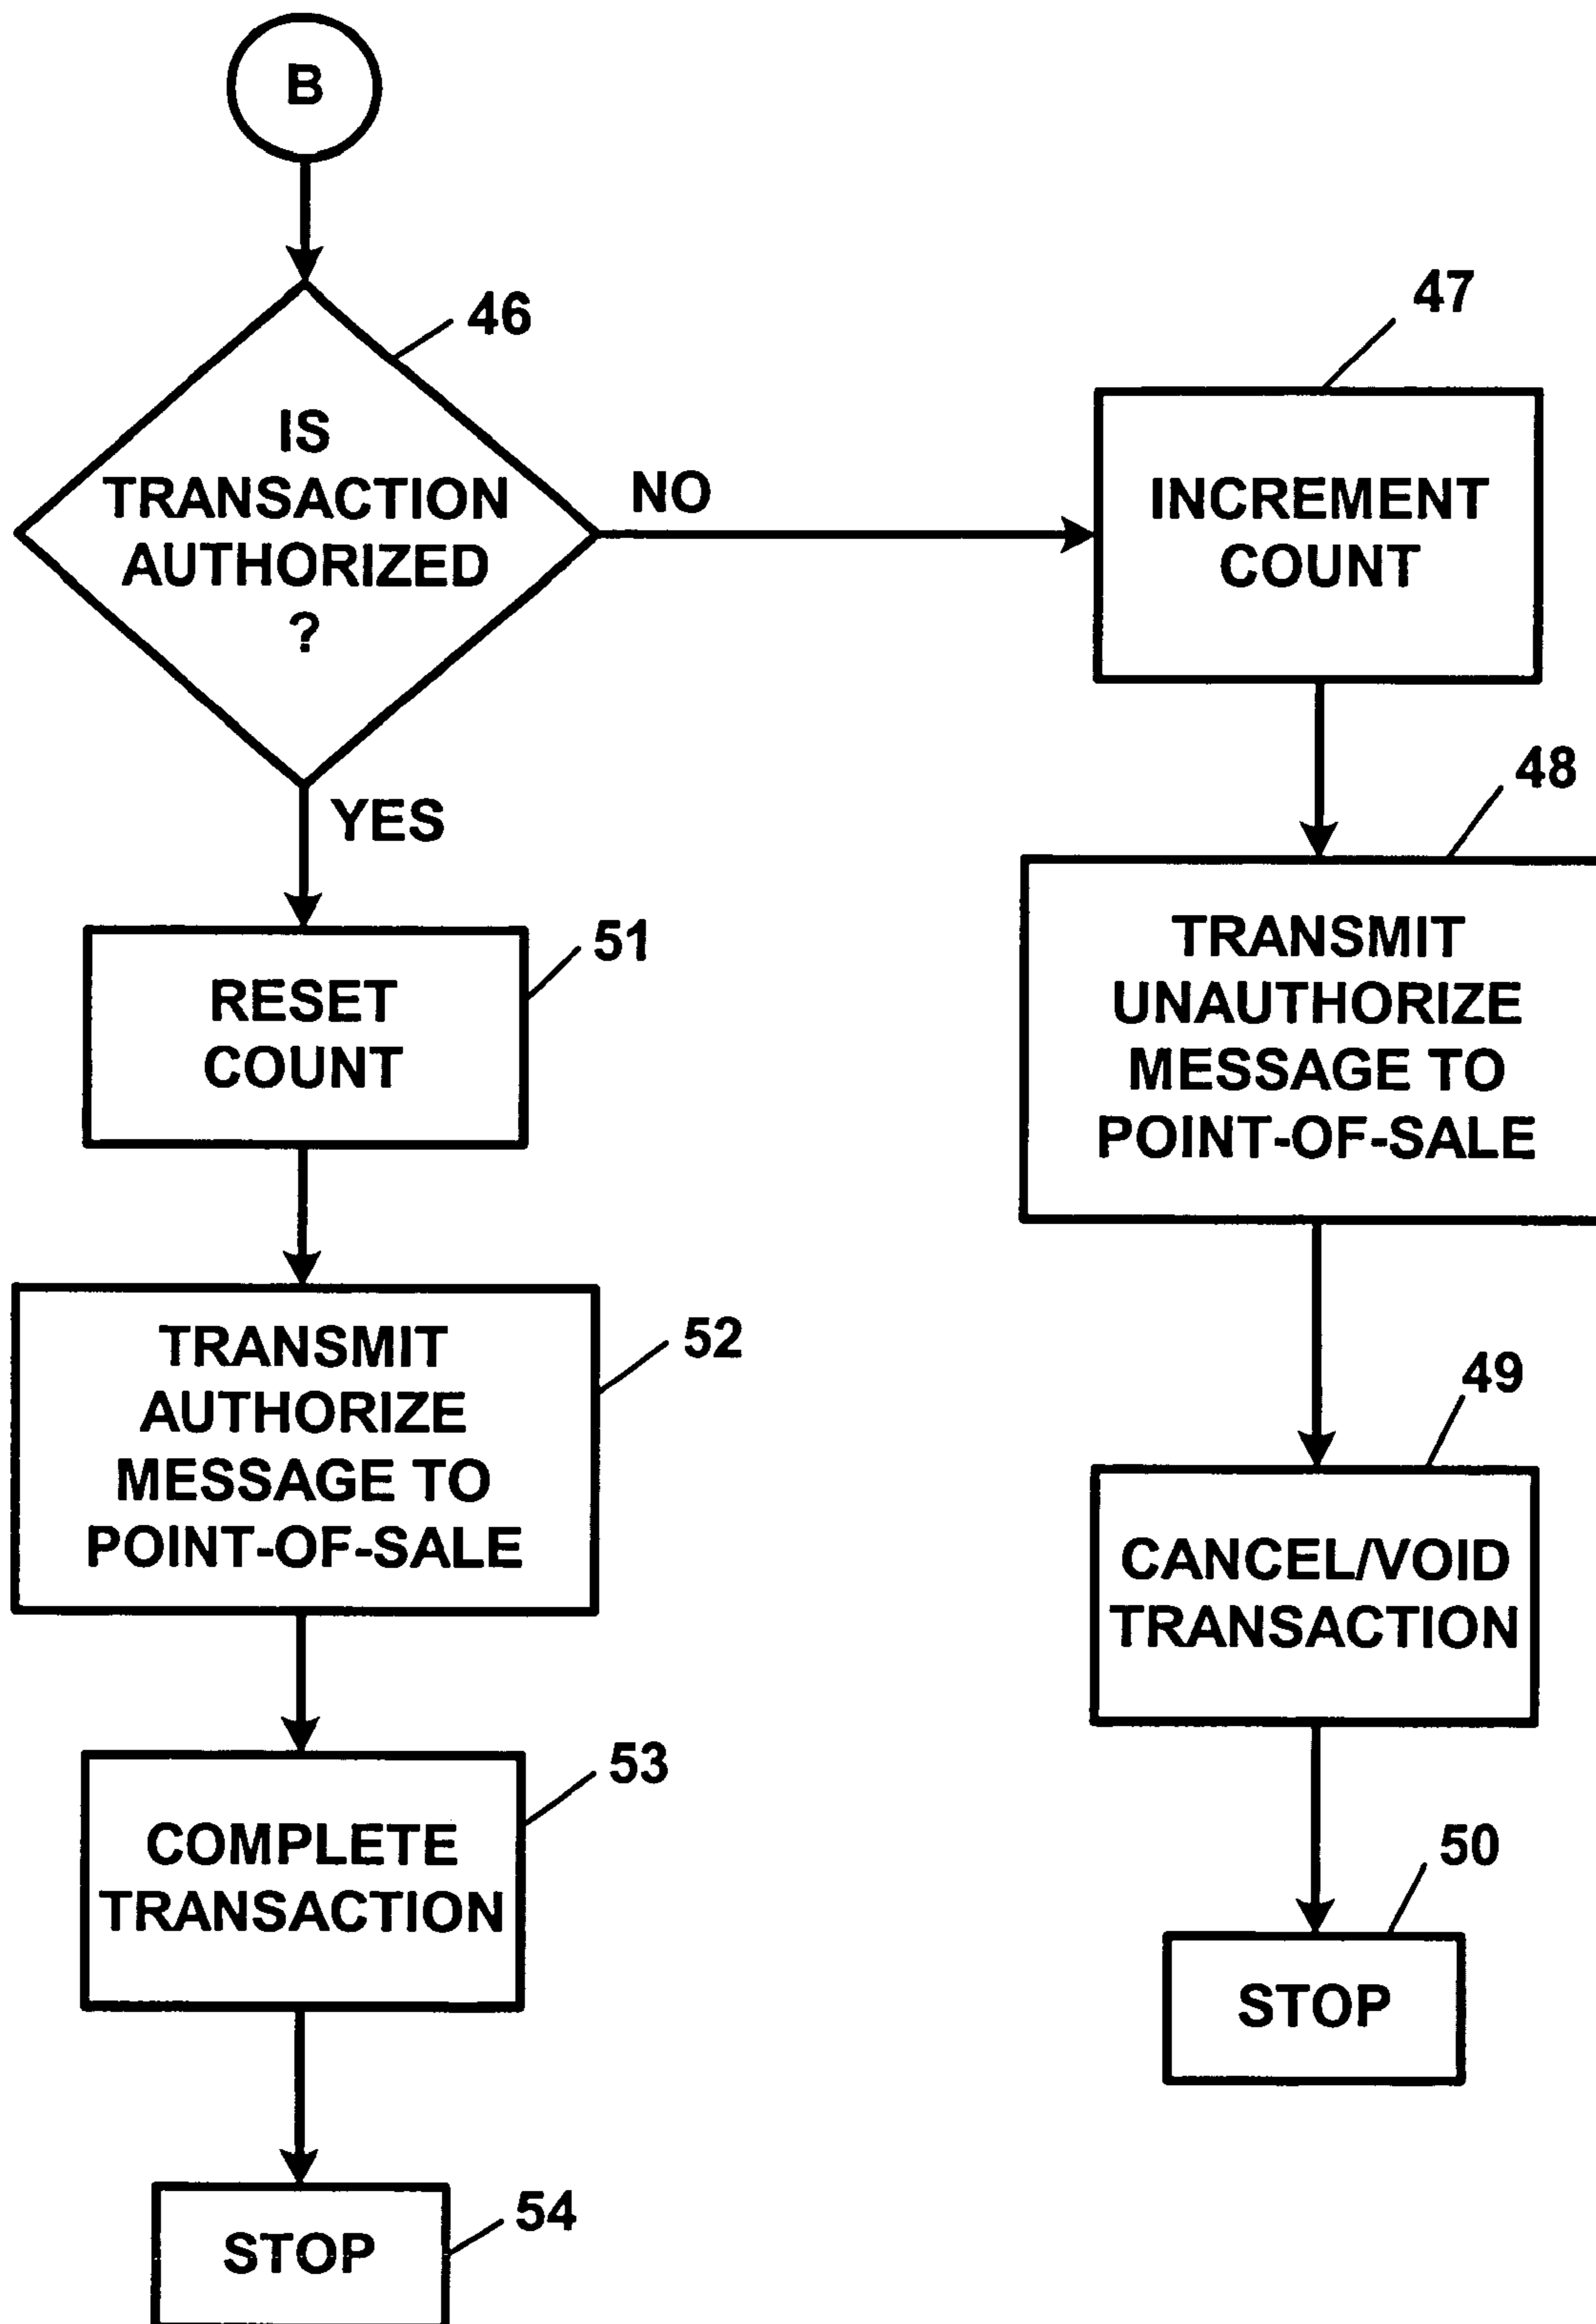 B
46
IS
TRANSACTION
AUTHORIZED
?
NO
YES
47
INCREMENT
COUNT
48
TRANSMIT
UNAUTHORIZE
MESSAGE TO
POINT-OF-SALE
49
CANCEL/VOID
TRANSACTION
50
STOP
51
RESET
COUNT
52
TRANSMIT
AUTHORIZE
MESSAGE TO
POINT-OF-SALE
53
COMPLETE
TRANSACTION
54
STOP